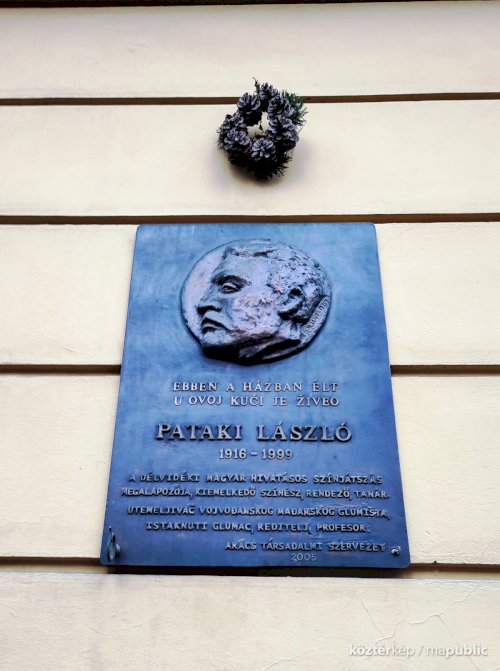 EBBEN A HÁZBAN ÉLT
U OVOJ KUĆI JE ŽIVEO
PATAKI LÁSZLÓ
1916 - 1999
A DÉLVIDÉKI MAGYAR HIVATÁSOS SZÍNJÁTSZÁS
MEGALAPOZÓJA, KIEMELKEDŐ SZÍNÉSZ, RENDEZŐ, TANÁR.
UTEMELJIVAČ VOJVOĐANSKOG MAĐARSKOG GLUMIŠTA,
ISTAKNUTI GLUMAC, REDITELJ, PROFESOR.
ARACS TÁRSADALMI SZERVEZET
2005
köztérkép / mapublic